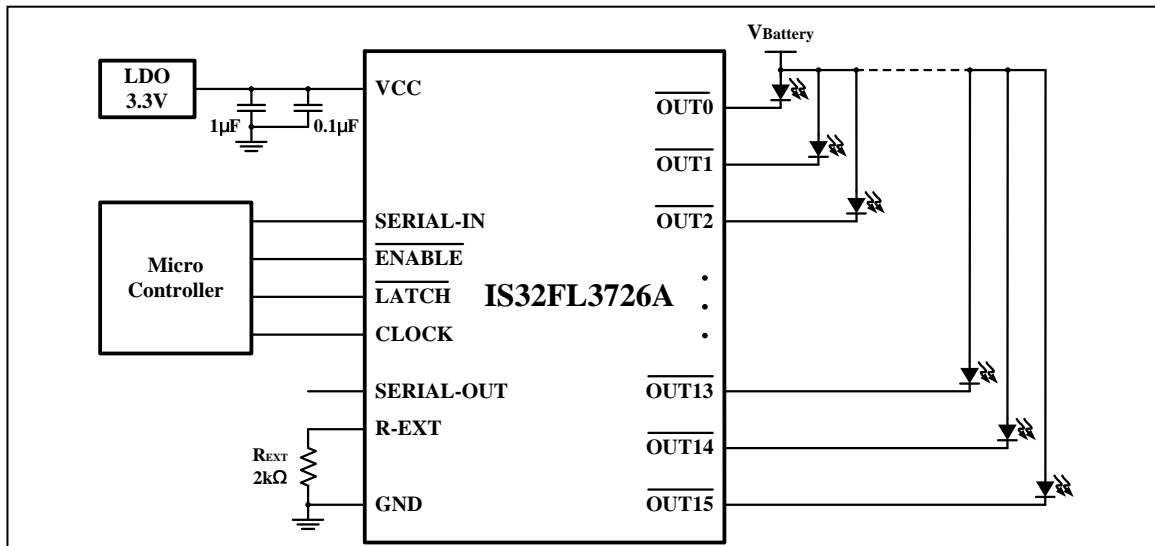 LDO
3.3V
1μF
0.1μF
Micro
Controller
VCC
SERIAL-IN
ENABLE
LATCH
CLOCK
SERIAL-OUT
R-EXT
GND
REXT
2kΩ
IS32FL3726A
OUT0
OUT1
OUT2
OUT13
OUT14
OUT15
VBattery